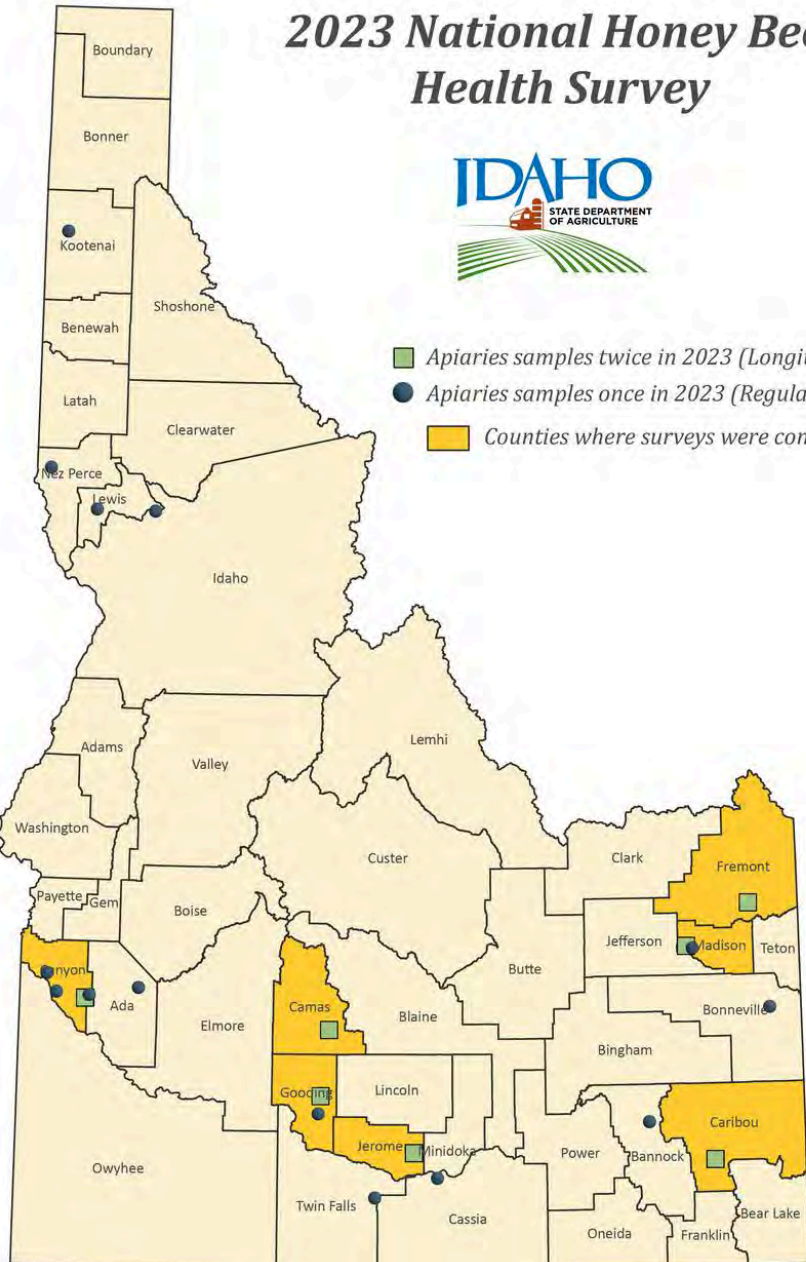 2023 National Honey Bee
Health Survey
IDAHO
STATE DEPARTMENT
OF AGRICULTURE
Apiaries samples twice in 2023 (Longi
Apiaries samples once in 2023 (Regula
Counties where surveys were con
Boundary
Bonner
Kootenai
Shoshone
Benewah
Latah
Clearwater
Nez Perce
Lewis
Idaho
Lemhi
Adams
Valley
Washington
Custer
Clark
Fremont
Payette
Gem
Boise
Jefferson
Madison
Teton
Butte
nyon
Ada
Camas
Blaine
Bonneville
Elmore
Bingham
Gooding
Lincoln
Caribou
Jerome
Minidoka
Power
Bannock
Owyhee
Twin Falls
Cassia
Bear Lake
Oneida
Franklin